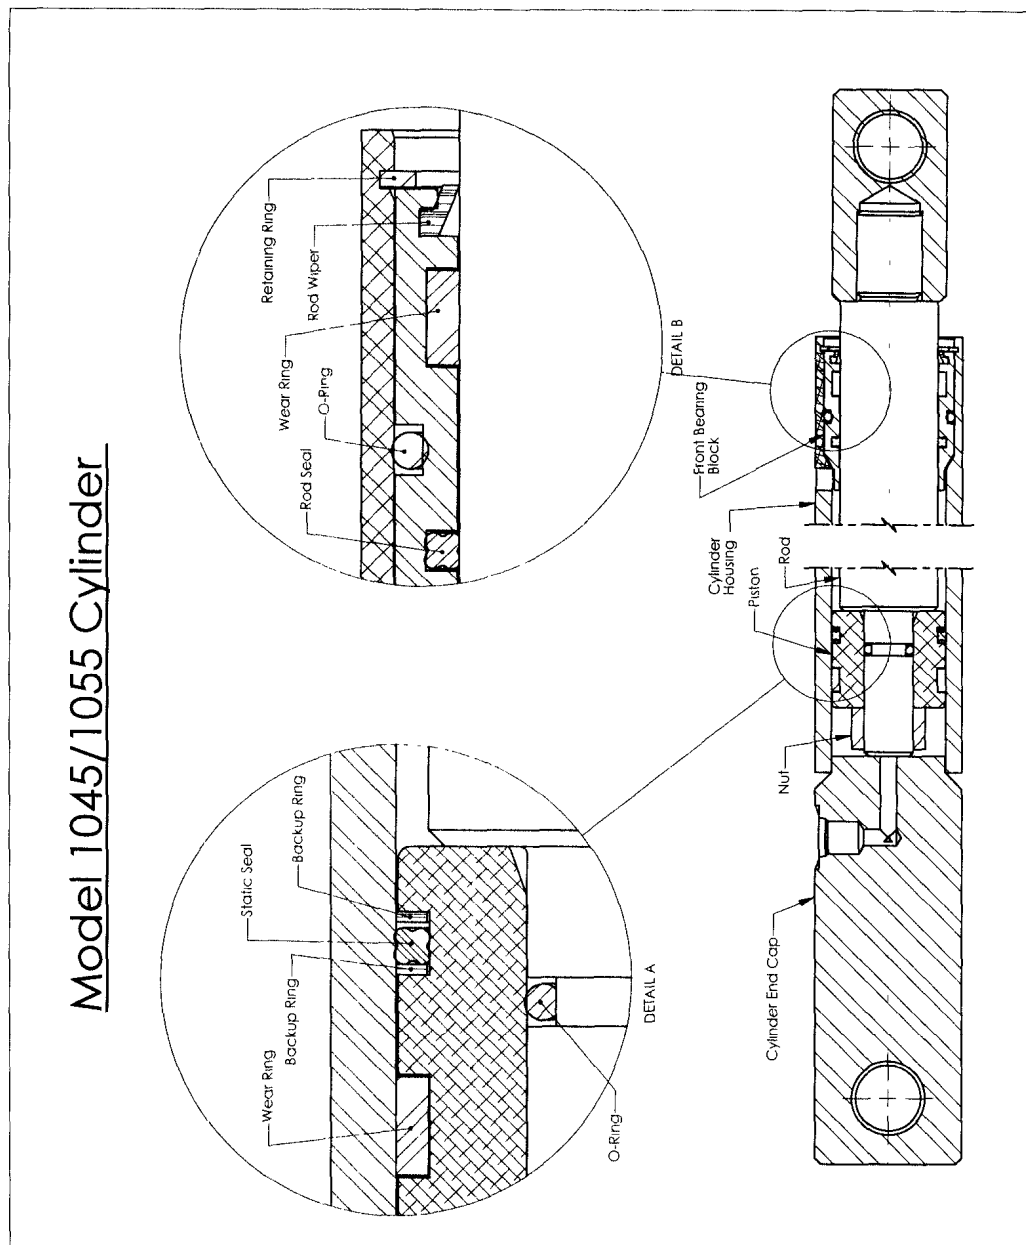 Model 1045/1055 Cylinder
Wear Ring
Backup Ring
Static Seal
Backup Ring
O-Ring
DETAIL A
Rod Seal
O-Ring
Wear Ring
Rod Wiper
Retaining Ring
DETAIL B
Cylinder End Cap
Nut
Piston
Rod
Cylinder
Housing
Front Bearing
Block